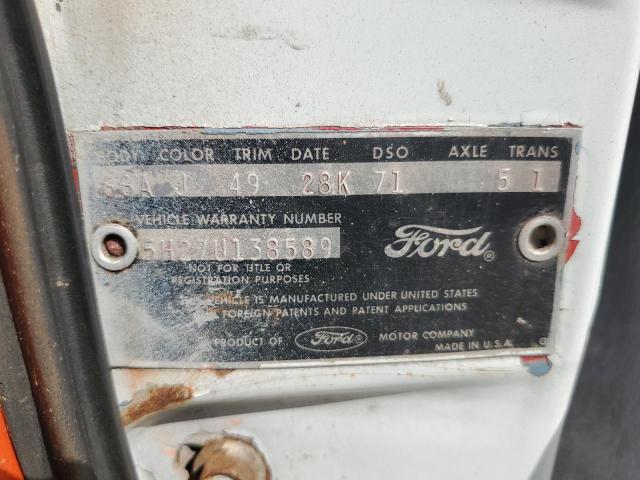 BODY COLOR TRIM DATE DSO AXLE TRANS
55A J 49 28K 71 5 1
VEHICLE WARRANTY NUMBER
5H27U138589
Ford
NOT FOR TITLE OR
REGISTRATION PURPOSES
VEHICLE IS MANUFACTURED UNDER UNITED STATES
FOREIGN PATENTS AND PATENT APPLICATIONS
PRODUCT OF Ford MOTOR COMPANY
MADE IN U.S.A.